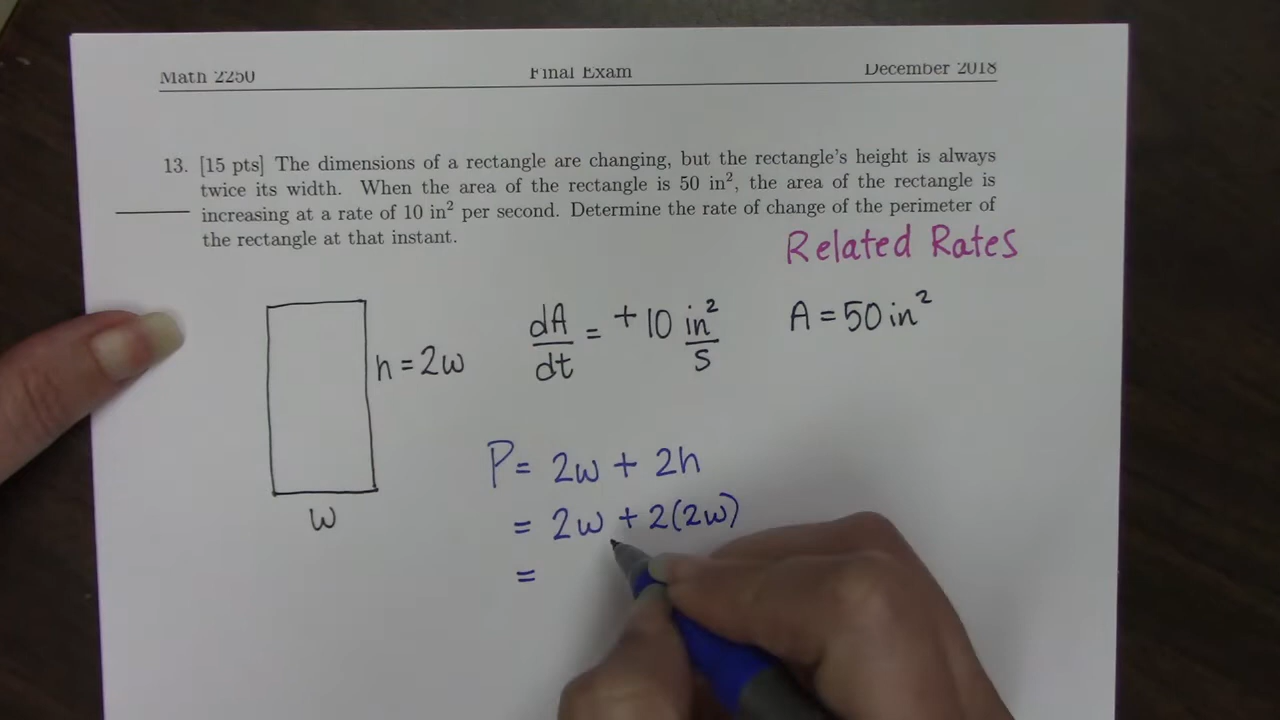 Math 2250 Final Exam December 2018
13. [15 pts] The dimensions of a rectangle are changing, but the rectangle's height is always
twice its width. When the area of the rectangle is 50 in², the area of the rectangle is
increasing at a rate of 10 in² per second. Determine the rate of change of the perimeter of
the rectangle at that instant.
Related Rates
h = 2w
w
dA/dt = +10 in²/s
A = 50 in²
P = 2w + 2h
= 2w + 2(2w)
=